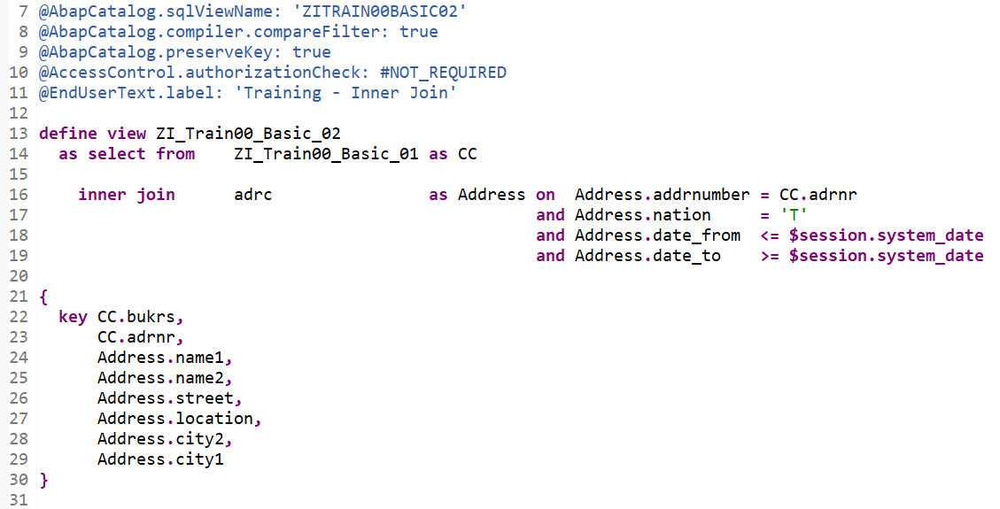 7 @AbapCatalog.sqlViewName: 'ZITRAIN00BASIC02'
8 @AbapCatalog.compiler.compareFilter: true
9 @AbapCatalog.preserveKey: true
10 @AccessControl.authorizationCheck: #NOT_REQUIRED
11 @EndUserText.label: 'Training - Inner Join'
12
13 define view ZI_Train00_Basic_02
14   as select from    ZI_Train00_Basic_01 as CC
15
16     inner join      adrc                as Address on  Address.addrnumber = CC.adrnr
17                                                    and Address.nation     = 'T'
18                                                    and Address.date_from  <= $session.system_date
19                                                    and Address.date_to    >= $session.system_date
20
21 {
22   key CC.bukrs,
23       CC.adrnr,
24       Address.name1,
25       Address.name2,
26       Address.street,
27       Address.location,
28       Address.city2,
29       Address.city1
30 }
31